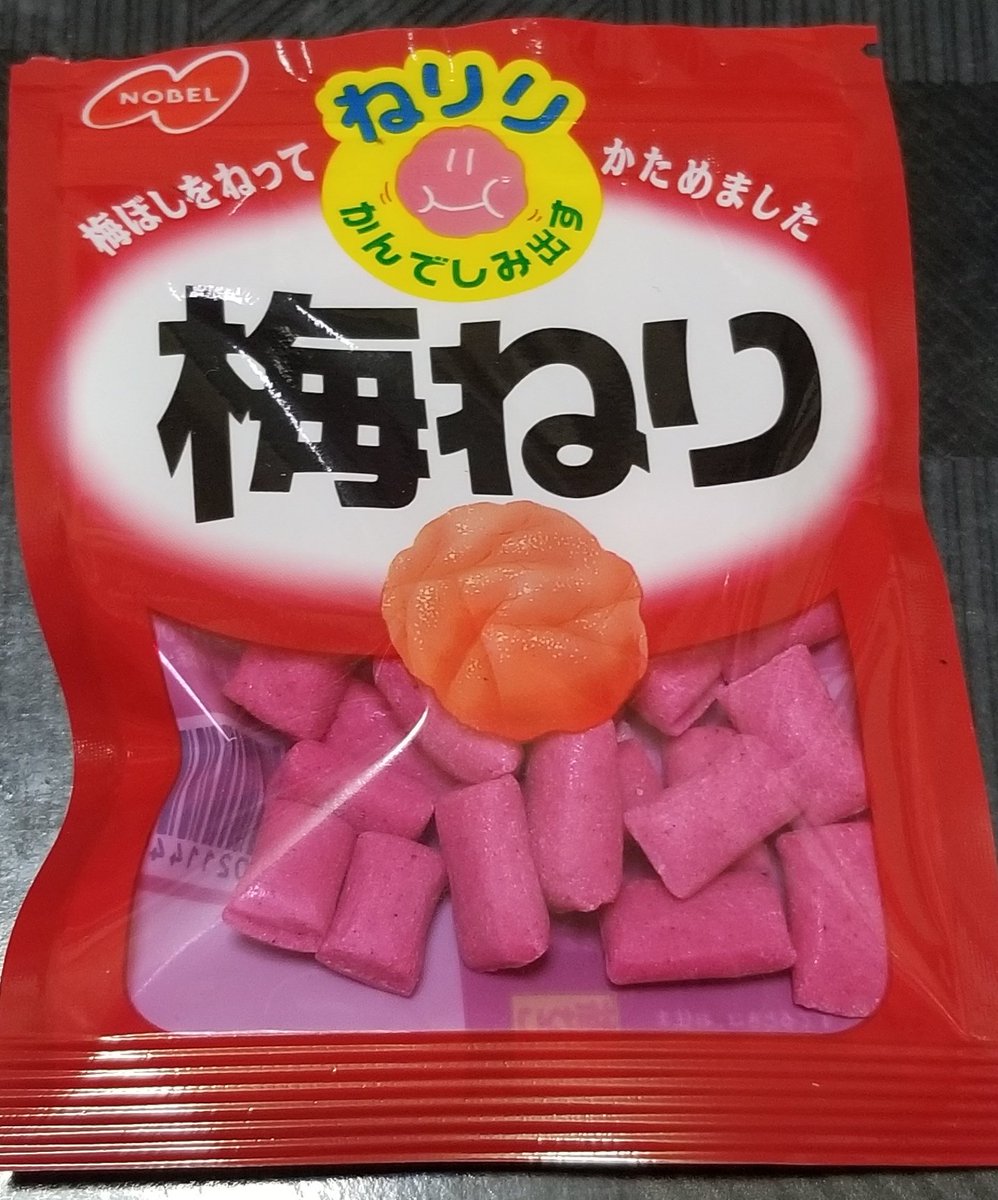 NOBEL
ねりり
梅ぼしをねって
かためました
かんでしみ出す
梅ねり